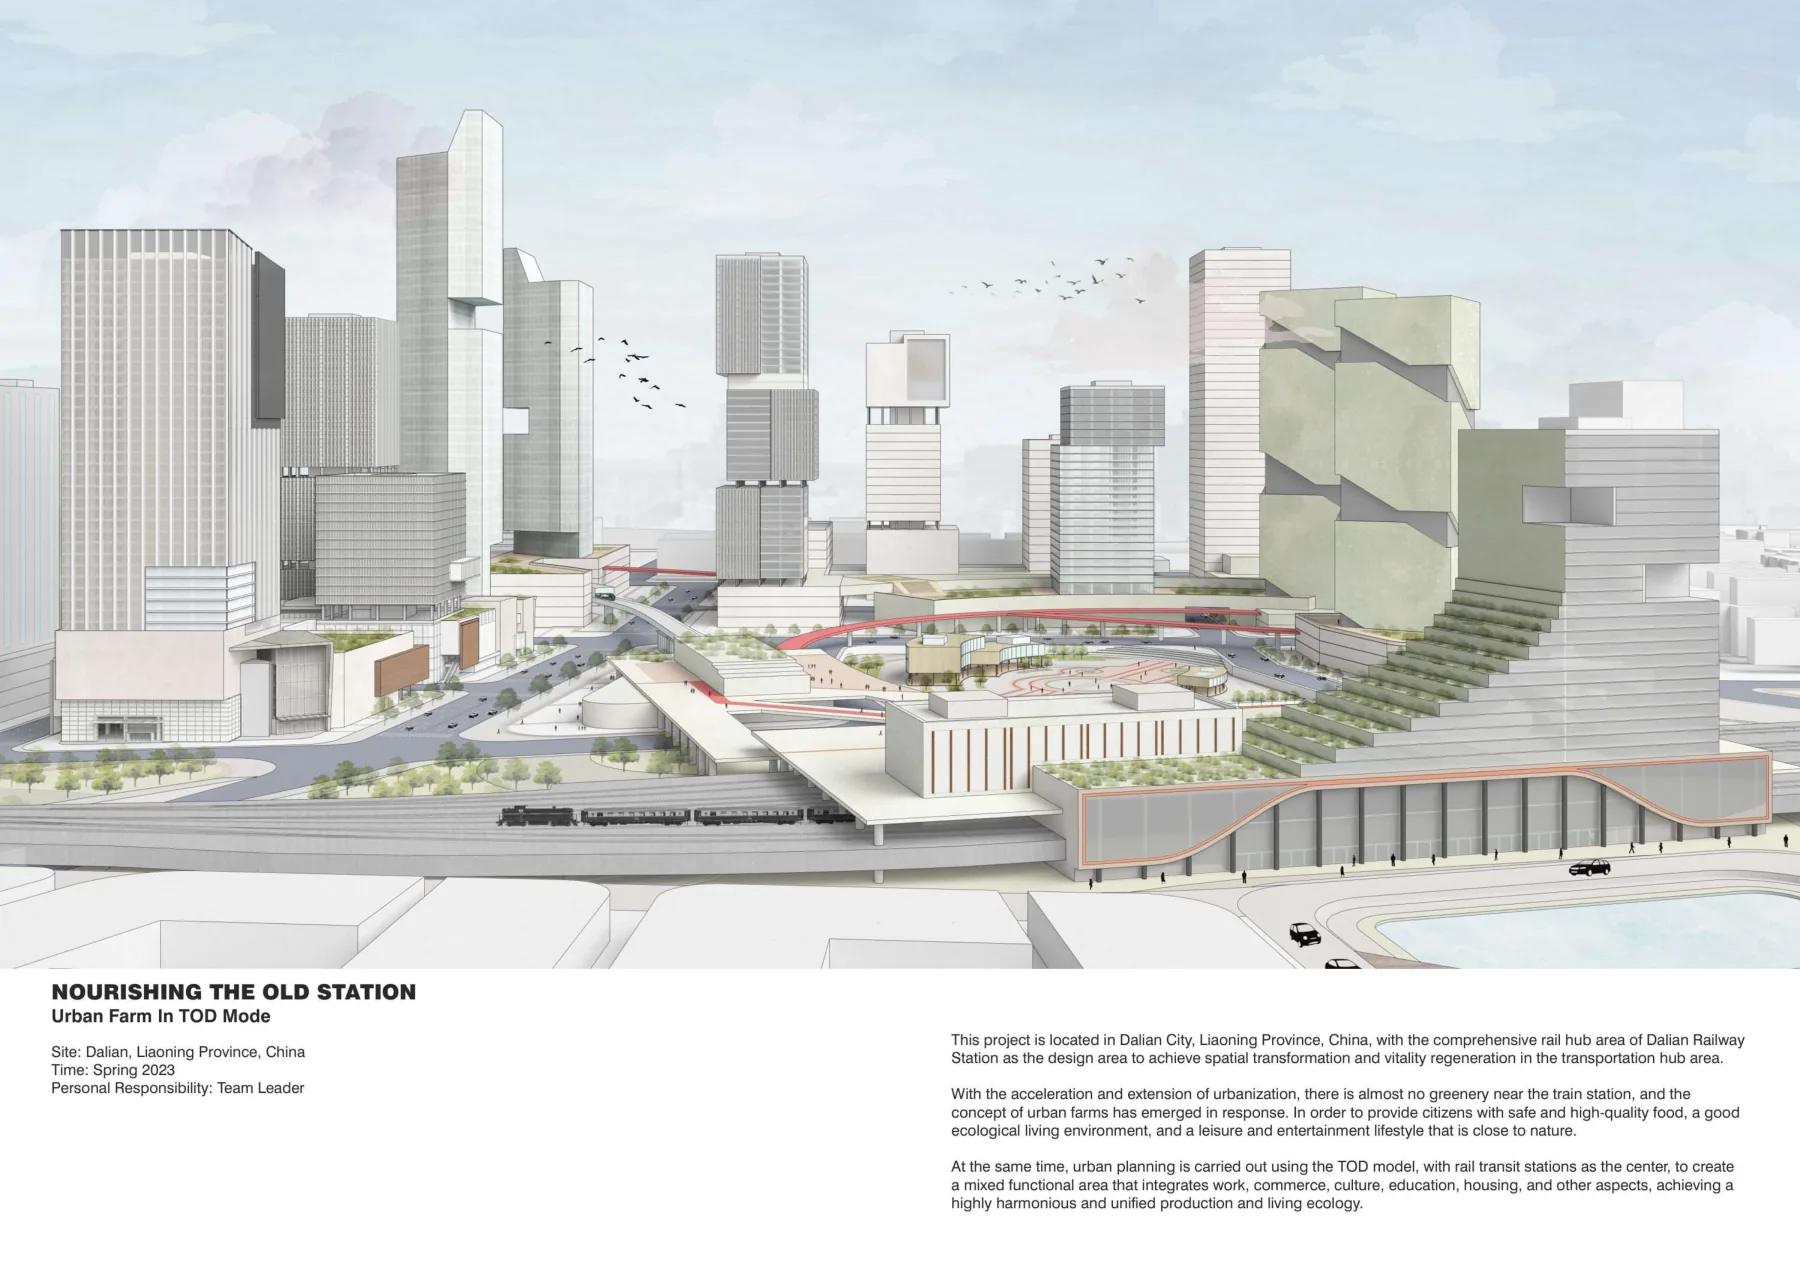 NOURISHING THE OLD STATION
Urban Farm In TOD Mode
Site: Dalian, Liaoning Province, China
Time: Spring 2023
Personal Responsibility: Team Leader
This project is located in Dalian City, Liaoning Province, China, with the comprehensive rail hub area of Dalian Railway
Station as the design area to achieve spatial transformation and vitality regeneration in the transportation hub area.
With the acceleration and extension of urbanization, there is almost no greenery near the train station, and the
concept of urban farms has emerged in response. In order to provide citizens with safe and high-quality food, a good
ecological living environment, and a leisure and entertainment lifestyle that is close to nature.
At the same time, urban planning is carried out using the TOD model, with rail transit stations as the center, to create
a mixed functional area that integrates work, commerce, culture, education, housing, and other aspects, achieving a
highly harmonious and unified production and living ecology.